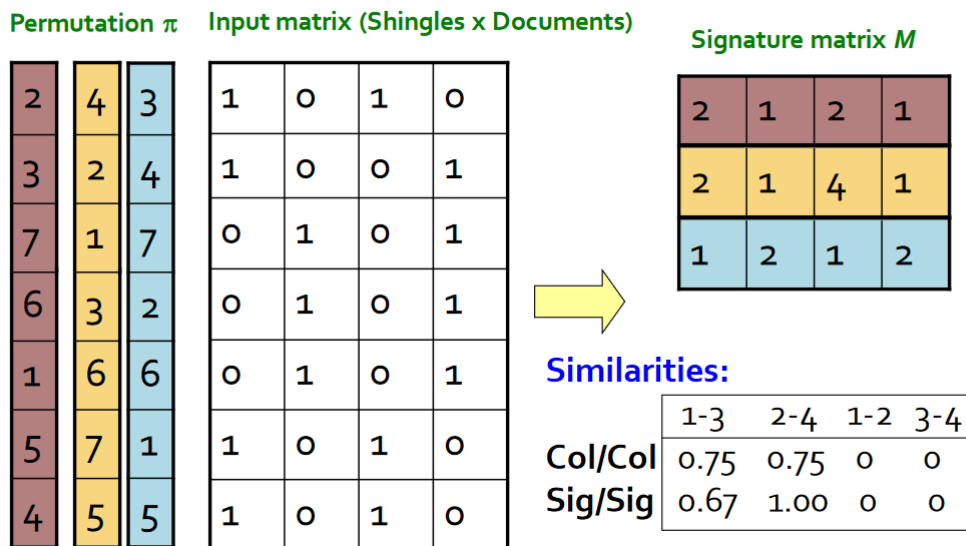 Permutation π Input matrix (Shingles x Documents)
Signature matrix M
2 4 3 1 0 1 0
3 2 4 1 0 0 1
7 1 7 0 1 0 1
6 3 2 0 1 0 1
1 6 6 0 1 0 1
5 7 1 1 0 1 0
4 5 5 1 0 1 0
2 1 2 1
2 1 4 1
1 2 1 2
Similarities:
1-3 2-4 1-2 3-4
Col/Col 0.75 0.75 0 0
Sig/Sig 0.67 1.00 0 0